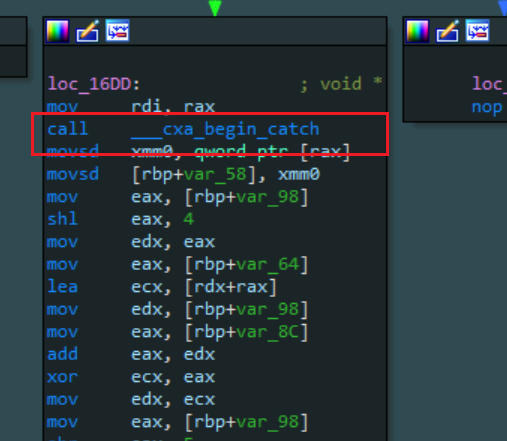 loc_16DD: ; void *
mov rdi, rax
call ___cxa_begin_catch
movsd xmm0, qword ptr [rax]
movsd [rbp+var_58], xmm0
mov eax, [rbp+var_98]
shl eax, 4
mov edx, eax
mov eax, [rbp+var_64]
lea ecx, [rdx+rax]
mov edx, [rbp+var_98]
mov eax, [rbp+var_8C]
add eax, edx
xor ecx, eax
mov edx, ecx
mov eax, [rbp+var_98]
loc_
nop